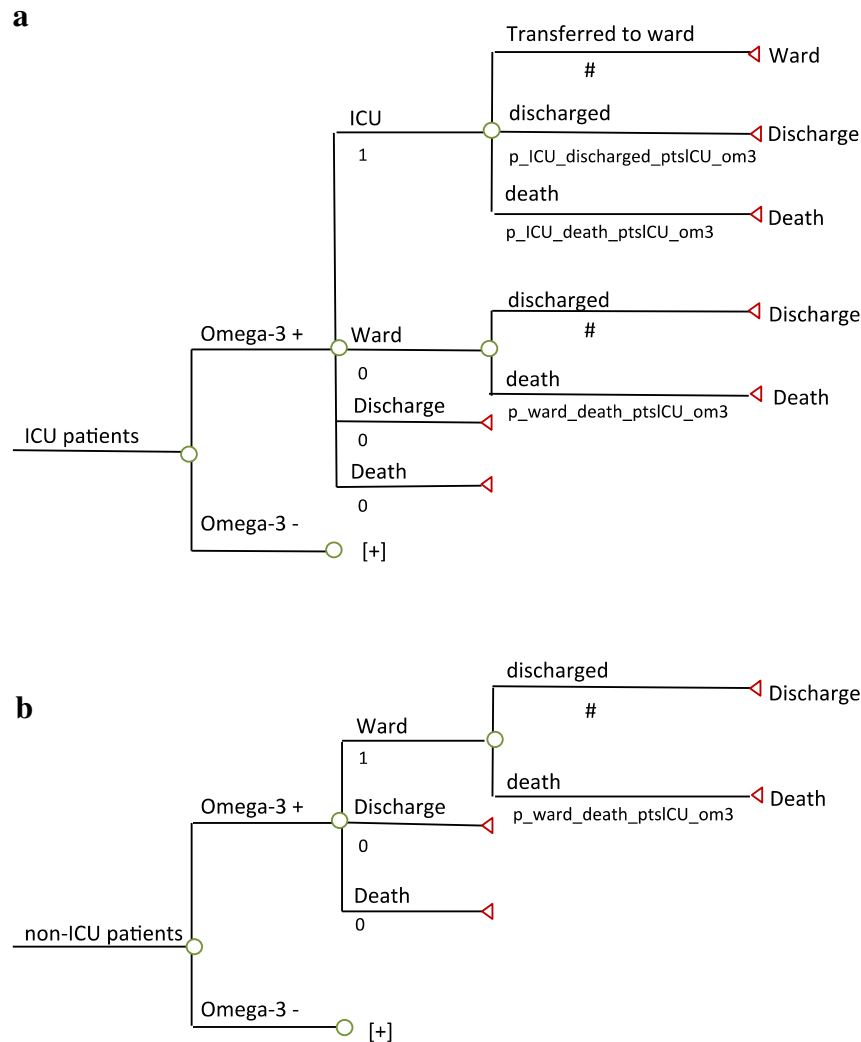 a
Transferred to ward
# Ward
ICU
1
discharged
Discharge
p_ICU_discharged_ptsICU_om3
death
Death
p_ICU_death_ptsICU_om3
Omega-3 +
Ward
0
discharged
Discharge
#
death
Death
p_ward_death_ptsICU_om3
Discharge
0
Death
0
ICU patients
Omega-3 -
[+]
b
discharged
Discharge
#
Ward
1
death
Death
p_ward_death_ptsICU_om3
Omega-3 +
Discharge
0
Death
0
non-ICU patients
Omega-3 -
[+]